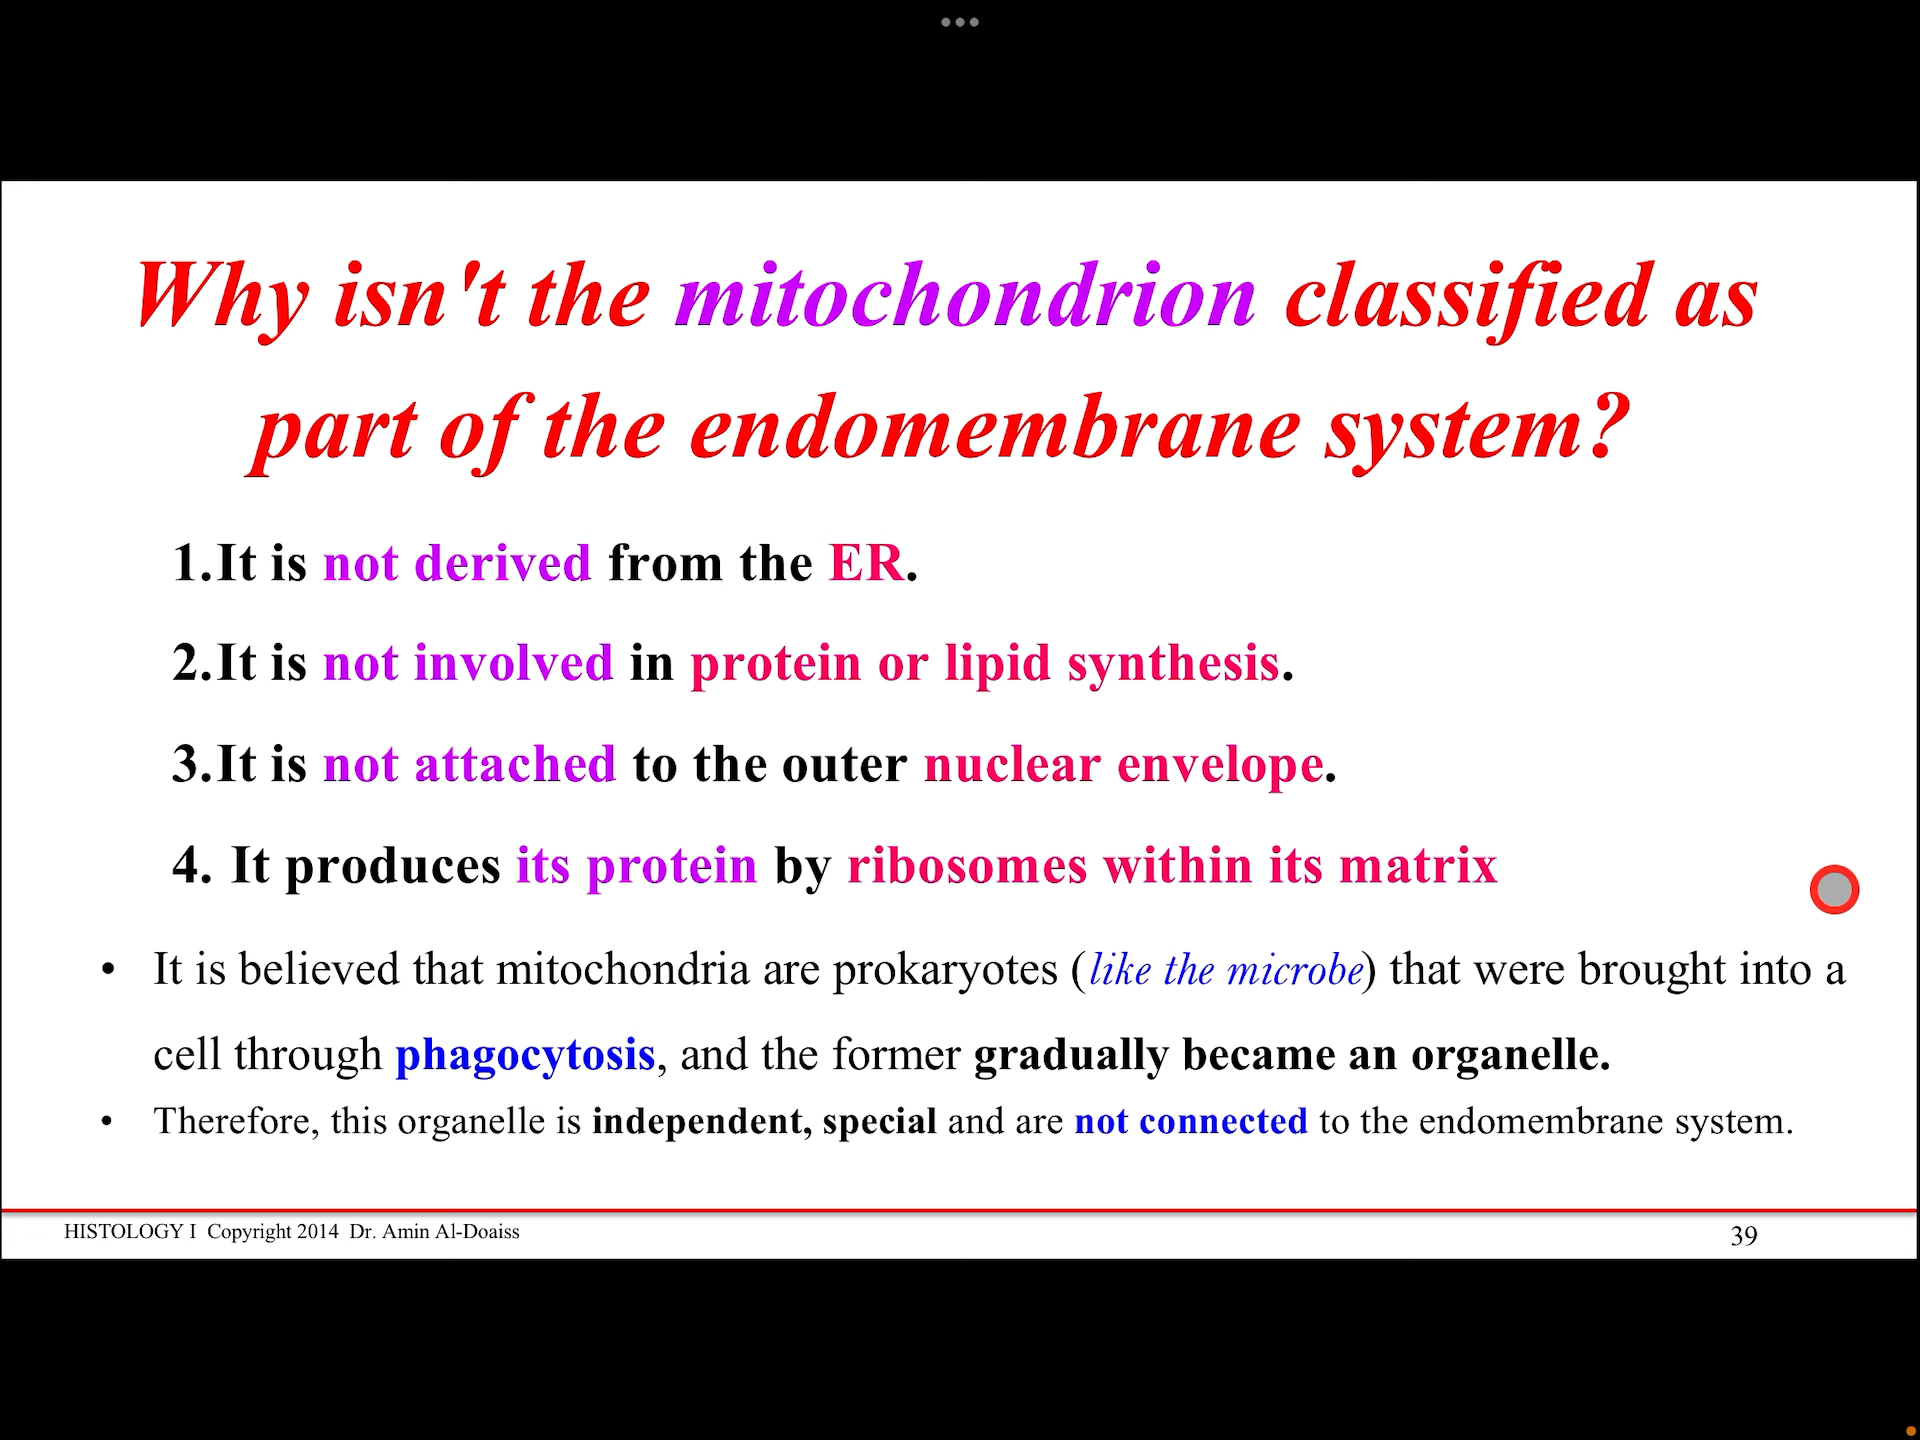 Why isn't the mitochondrion classified as
part of the endomembrane system?
1.It is not derived from the ER.
2.It is not involved in protein or lipid synthesis.
3.It is not attached to the outer nuclear envelope.
4. It produces its protein by ribosomes within its matrix
• It is believed that mitochondria are prokaryotes (like the microbe) that were brought into a
cell through phagocytosis, and the former gradually became an organelle.
• Therefore, this organelle is independent, special and are not connected to the endomembrane system.
HISTOLOGY I Copyright 2014 Dr. Amin Al-Doaiss
39